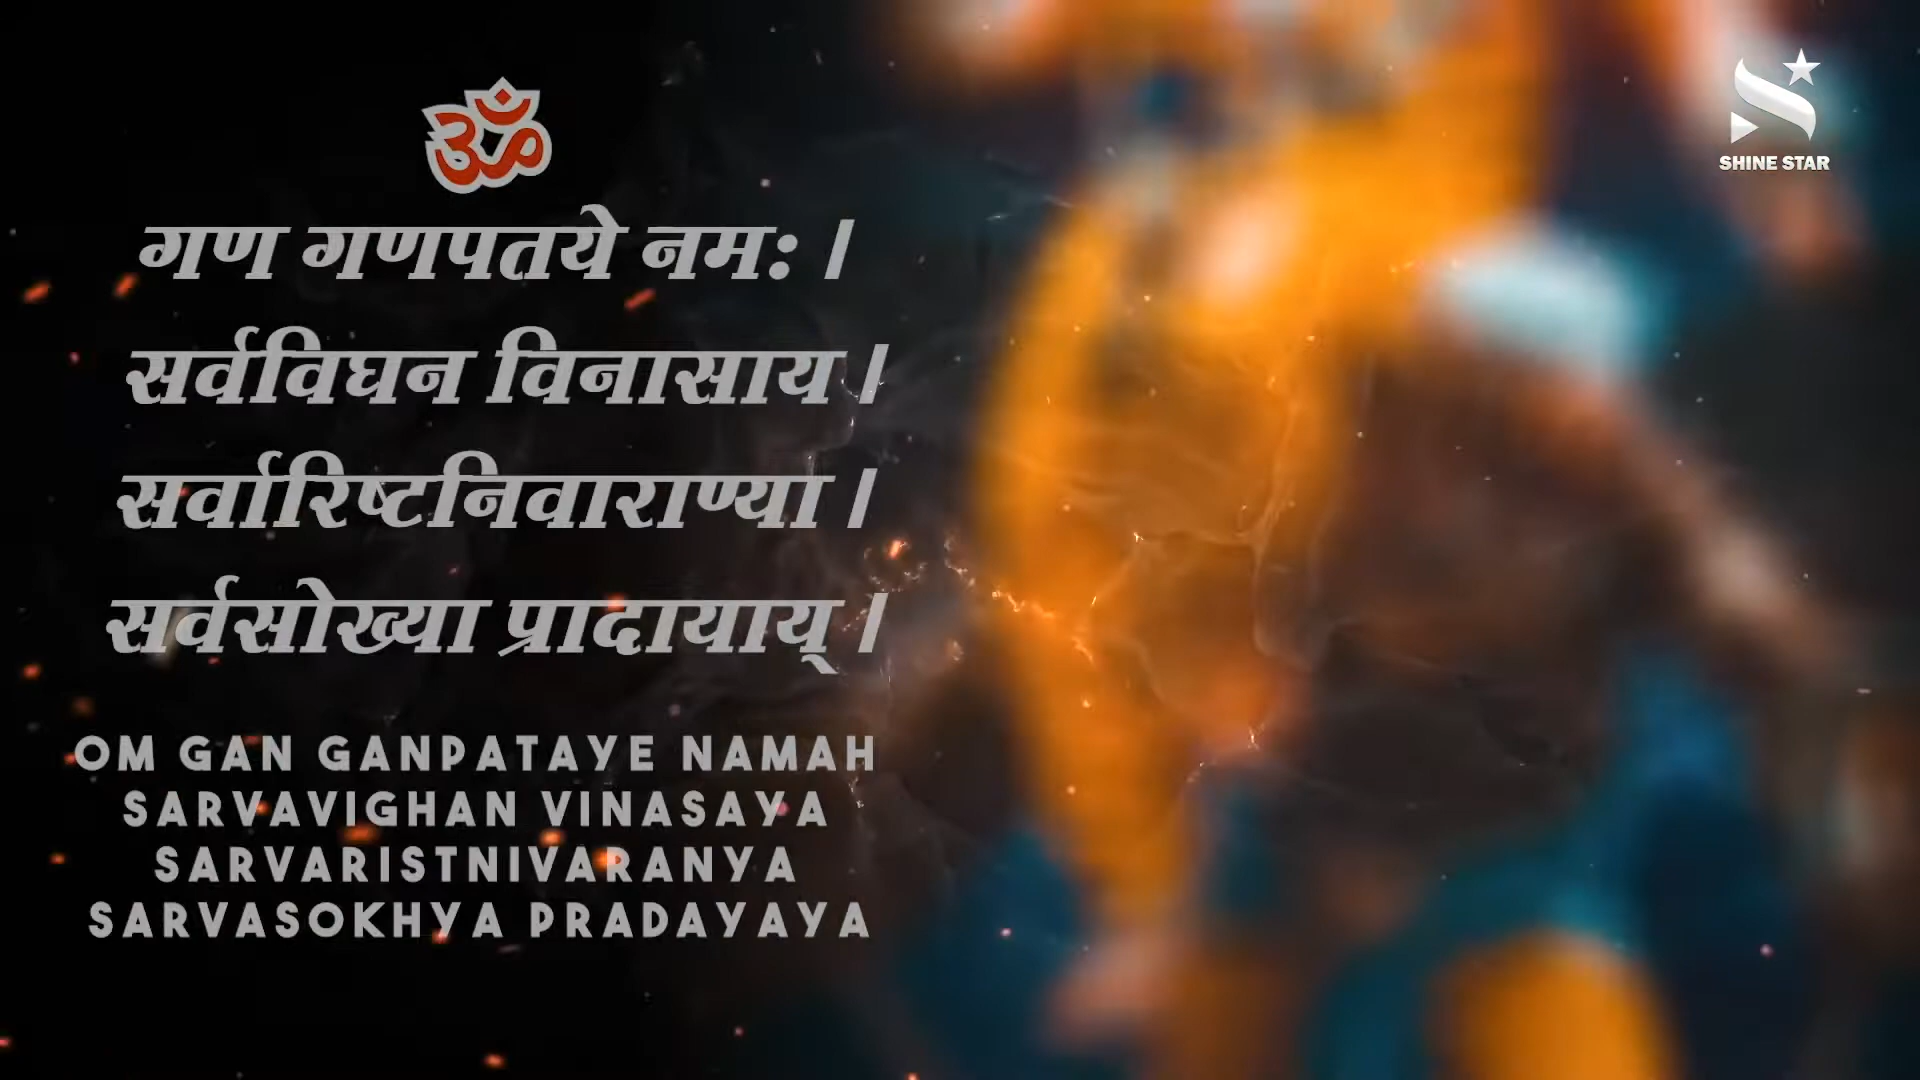 ॐ
SHINE STAR
गण गणपतये नमः ।
सर्वविघन विनासाय ।
सर्वारिष्टनिवाराण्या ।
सर्वसोख्या प्रादायाय् ।
OM GAN GANPATAYE NAMAH
SARVAVIGHAN VINASAYA
SARVARISTNIVARANYA
SARVASOKHYA PRADAYAYA